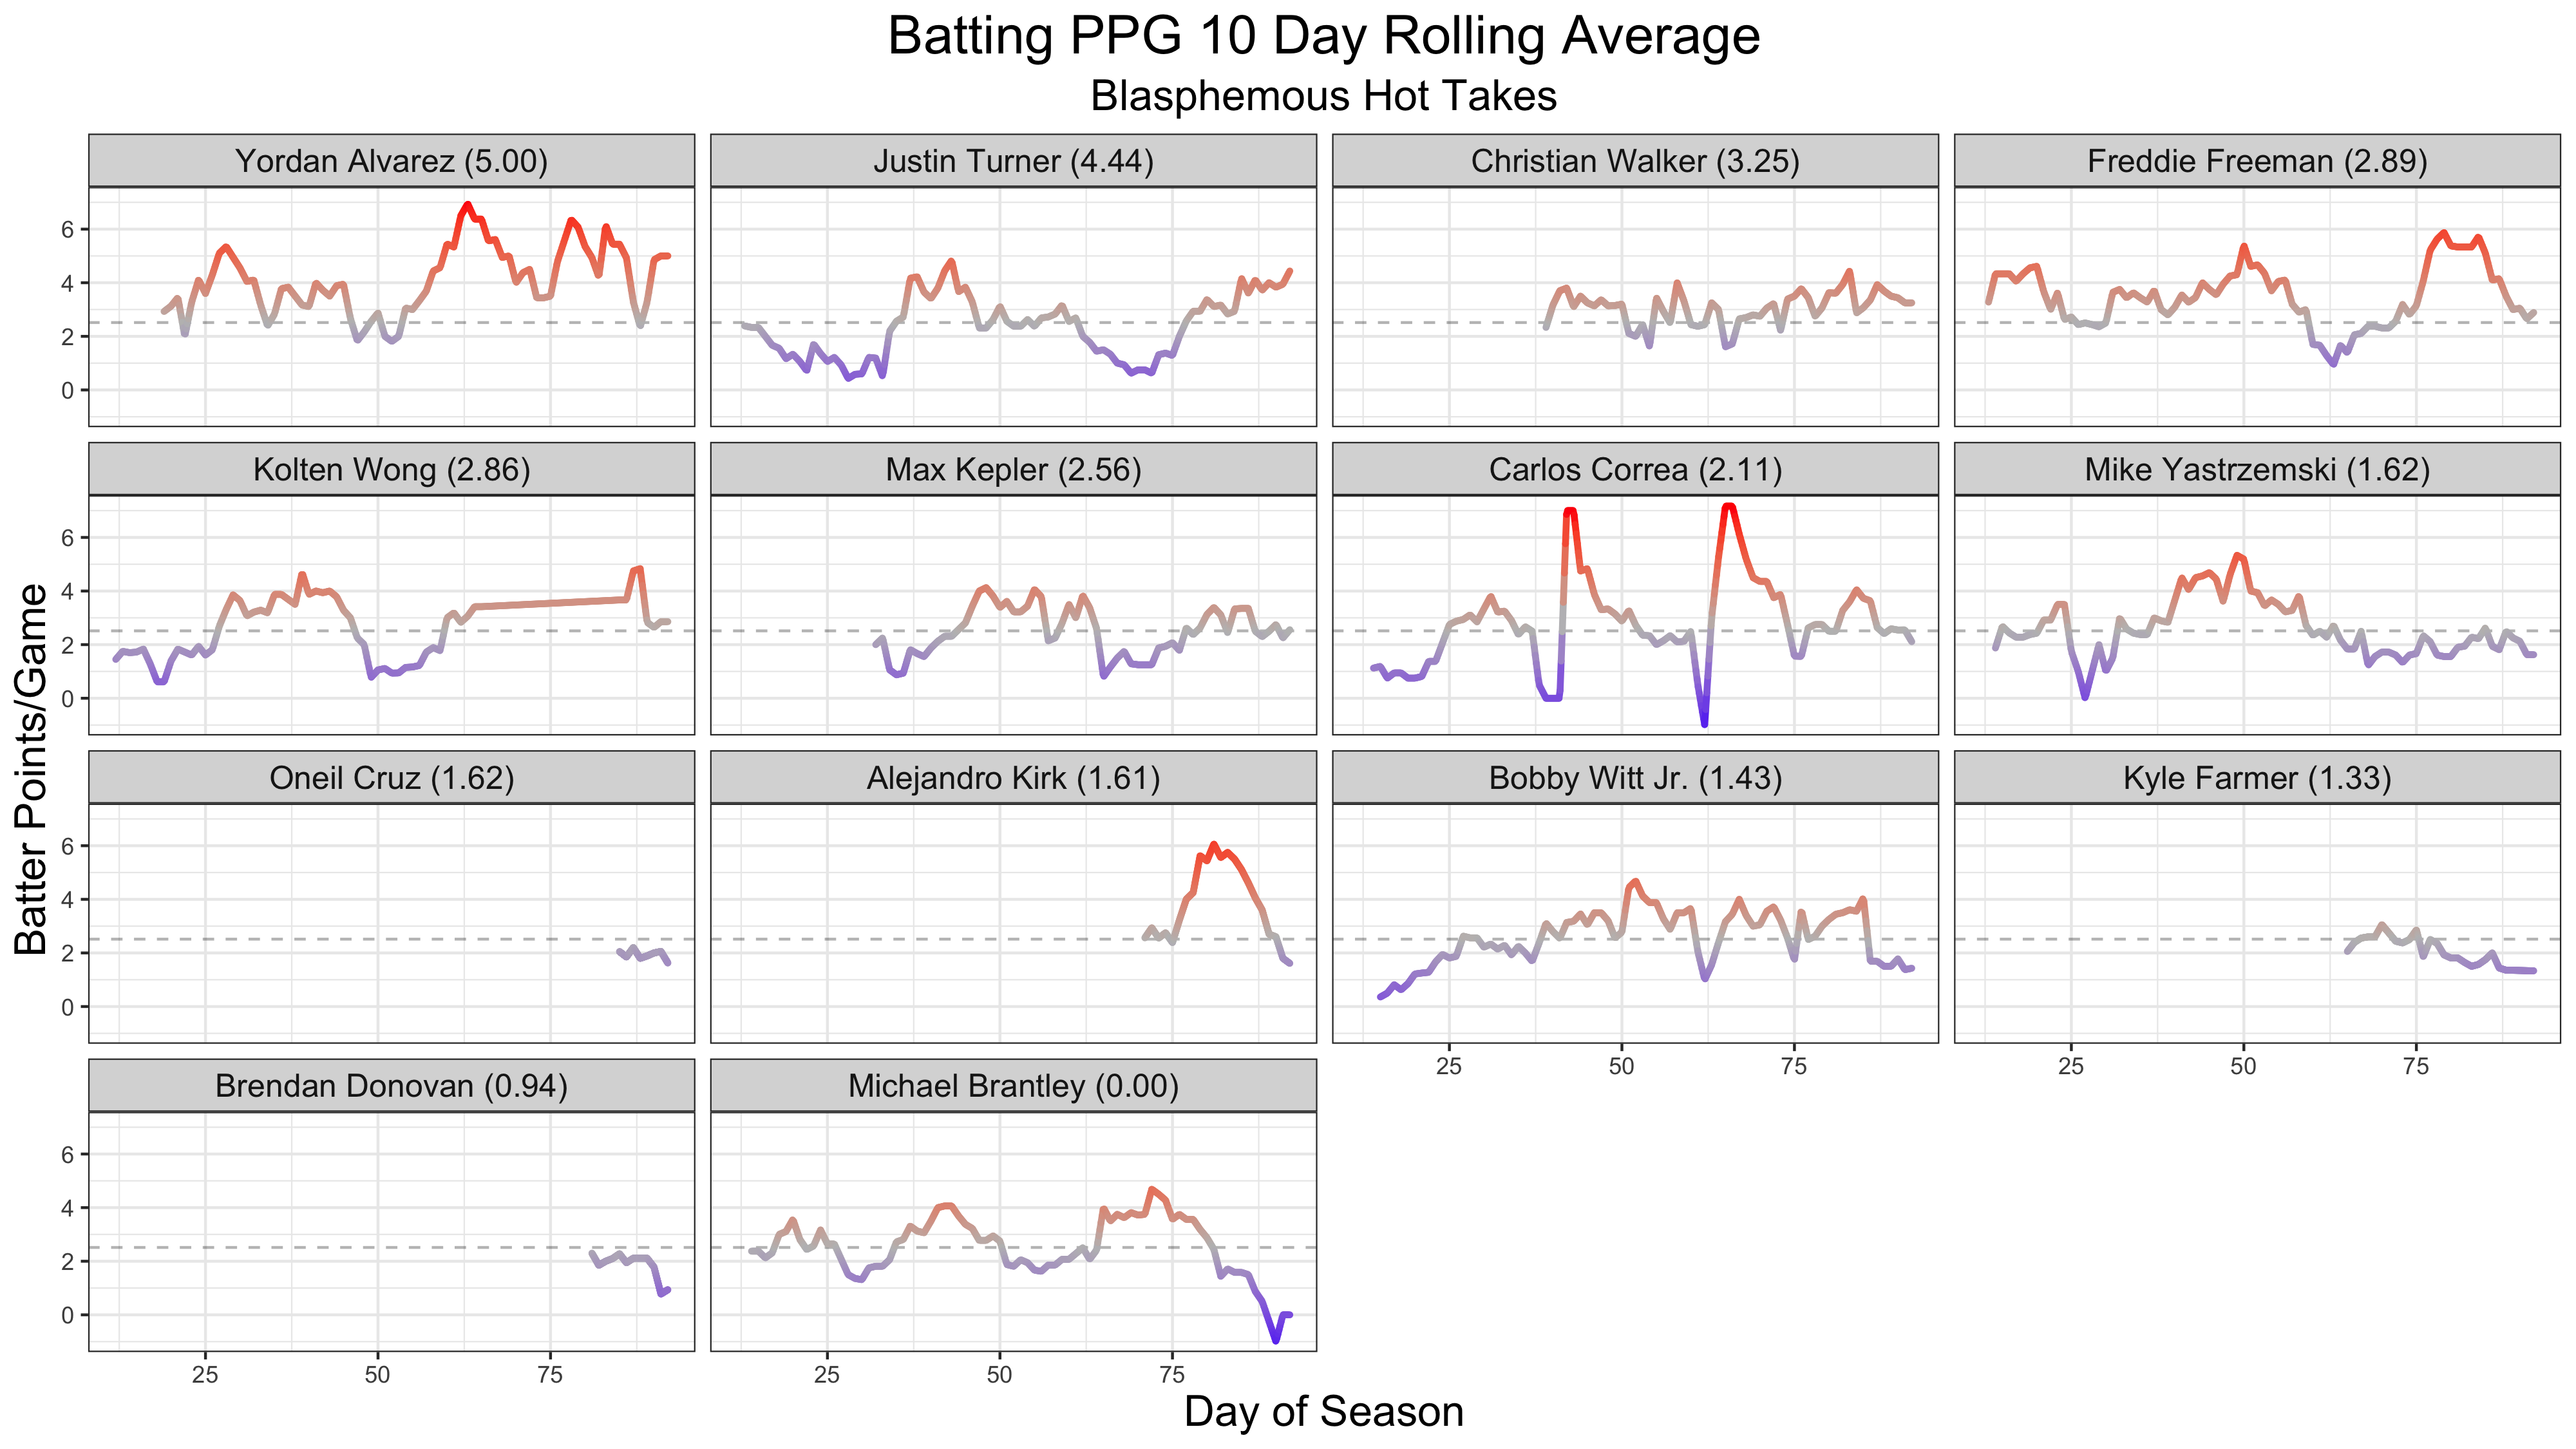 Batting PPG 10 Day Rolling Average
Blasphemous Hot Takes
Yordan Alvarez (5.00)
Justin Turner (4.44)
Christian Walker (3.25)
Freddie Freeman (2.89)
6
4
2
0
Kolten Wong (2.86)
Max Kepler (2.56)
Carlos Correa (2.11)
Mike Yastrzemski (1.62)
6
4
2
0
Oneil Cruz (1.62)
Alejandro Kirk (1.61)
Bobby Witt Jr. (1.43)
Kyle Farmer (1.33)
6
4
2
0
25 50 75
25 50 75
Brendan Donovan (0.94)
Michael Brantley (0.00)
6
4
2
0
25 50 75
25 50 75
Batter Points/Game
Day of Season